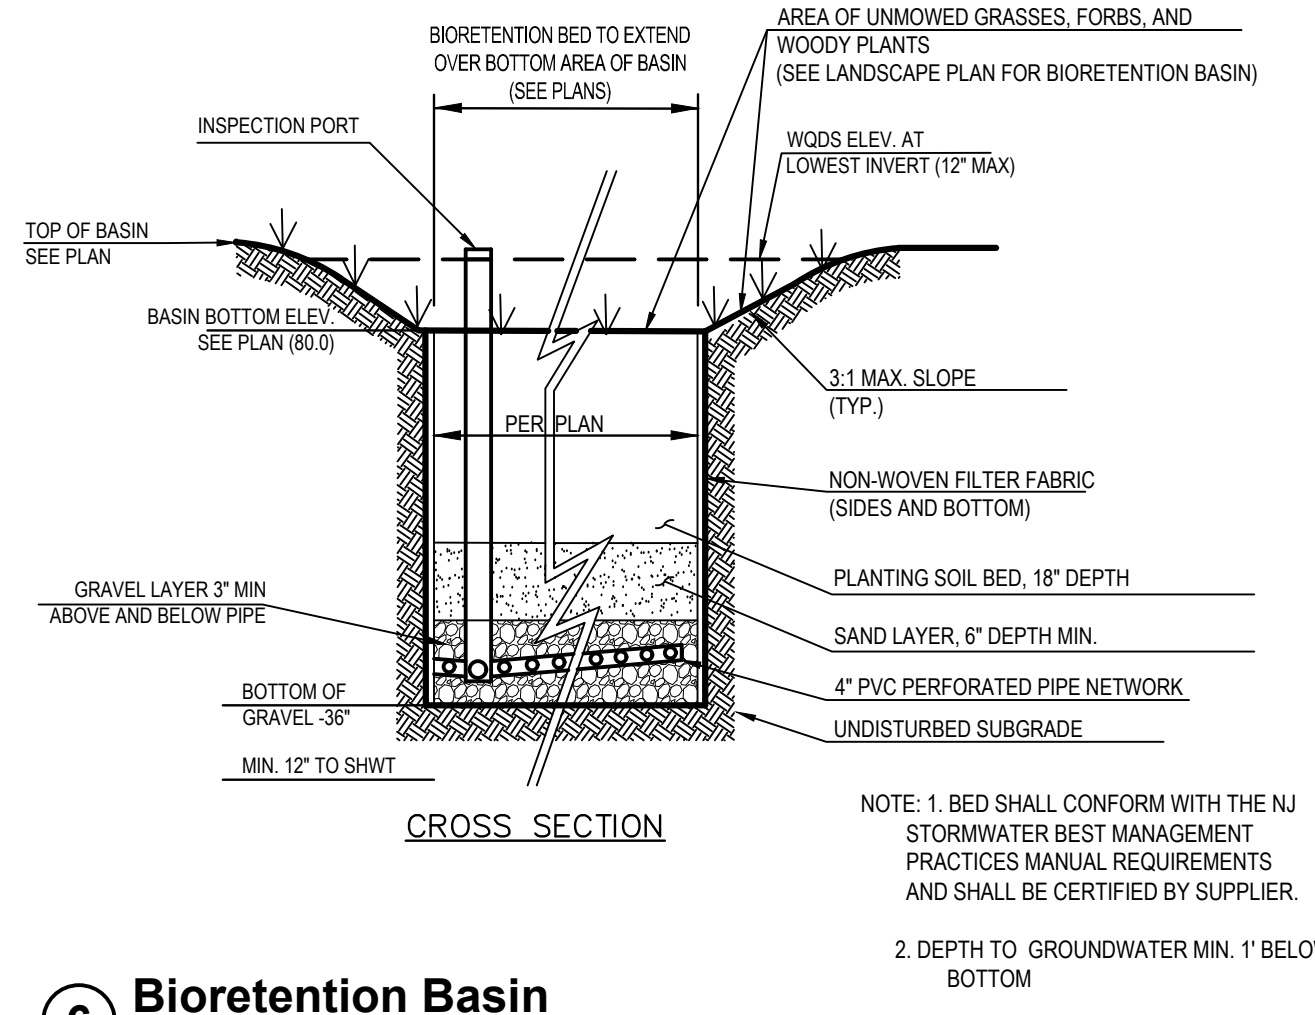 BIORETENTION BED TO EXTEND
OVER BOTTOM AREA OF BASIN
(SEE PLANS)
AREA OF UNMOWED GRASSES, FORBS, AND
WOODY PLANTS
(SEE LANDSCAPE PLAN FOR BIORETENTION BASIN)
INSPECTION PORT
WQDS ELEV. AT
LOWEST INVERT (12" MAX)
TOP OF BASIN
SEE PLAN
BASIN BOTTOM ELEV.
SEE PLAN (80.0)
3:1 MAX. SLOPE
(TYP.)
PER PLAN
NON-WOVEN FILTER FABRIC
(SIDES AND BOTTOM)
PLANTING SOIL BED, 18" DEPTH
GRAVEL LAYER 3" MIN
ABOVE AND BELOW PIPE
SAND LAYER, 6" DEPTH MIN.
4" PVC PERFORATED PIPE NETWORK
BOTTOM OF
GRAVEL -36"
UNDISTURBED SUBGRADE
MIN. 12" TO SHWT
CROSS SECTION
NOTE: 1. BED SHALL CONFORM WITH THE NJ
STORMWATER BEST MANAGEMENT
PRACTICES MANUAL REQUIREMENTS
AND SHALL BE CERTIFIED BY SUPPLIER.
2. DEPTH TO GROUNDWATER MIN. 1' BELOW
BOTTOM
6 Bioretention Basin